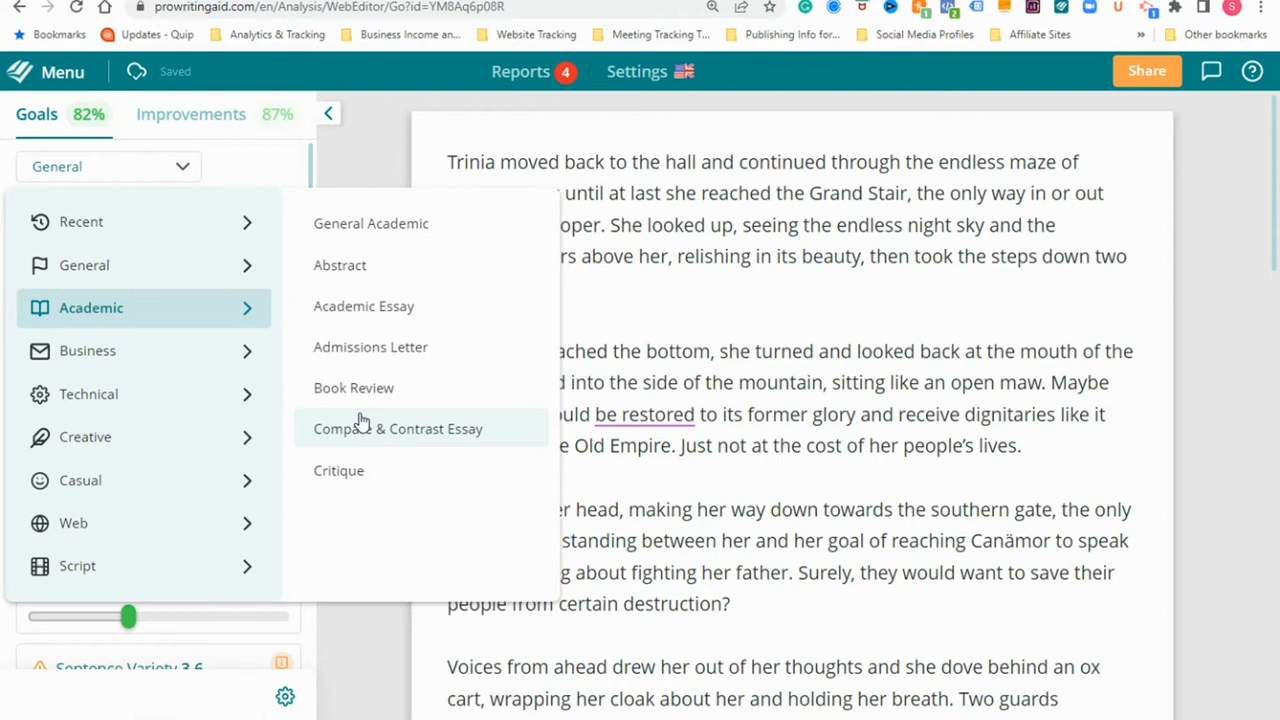 prowritingaid.com/en/Analysis/WebEditor/Go?id=YM8Aq6p08R
Bookmarks
Updates - Quip
Analytics & Tracking
Business Income an...
Website Tracking
Meeting Tracking T...
Publishing Info for...
Social Media Profiles
Affiliate Sites
»
Other bookmarks
Menu
Saved
Reports 4
Settings
Share
Goals 82%
Improvements 87%
General
Recent
General
Academic
Business
Technical
Creative
Casual
Web
Script
General Academic
Abstract
Academic Essay
Admissions Letter
Book Review
Compare & Contrast Essay
Critique
Sentence Variety 3.6
Trinia moved back to the hall and continued through the endless maze of
until at last she reached the Grand Stair, the only way in or out
oper. She looked up, seeing the endless night sky and the
rs above her, relishing in its beauty, then took the steps down two
ached the bottom, she turned and looked back at the mouth of the
d into the side of the mountain, sitting like an open maw. Maybe
ould be restored to its former glory and receive dignitaries like it
e Old Empire. Just not at the cost of her people's lives.
er head, making her way down towards the southern gate, the only
standing between her and her goal of reaching Canämor to speak
g about fighting her father. Surely, they would want to save their
people from certain destruction?
Voices from ahead drew her out of her thoughts and she dove behind an ox
cart, wrapping her cloak about her and holding her breath. Two guards